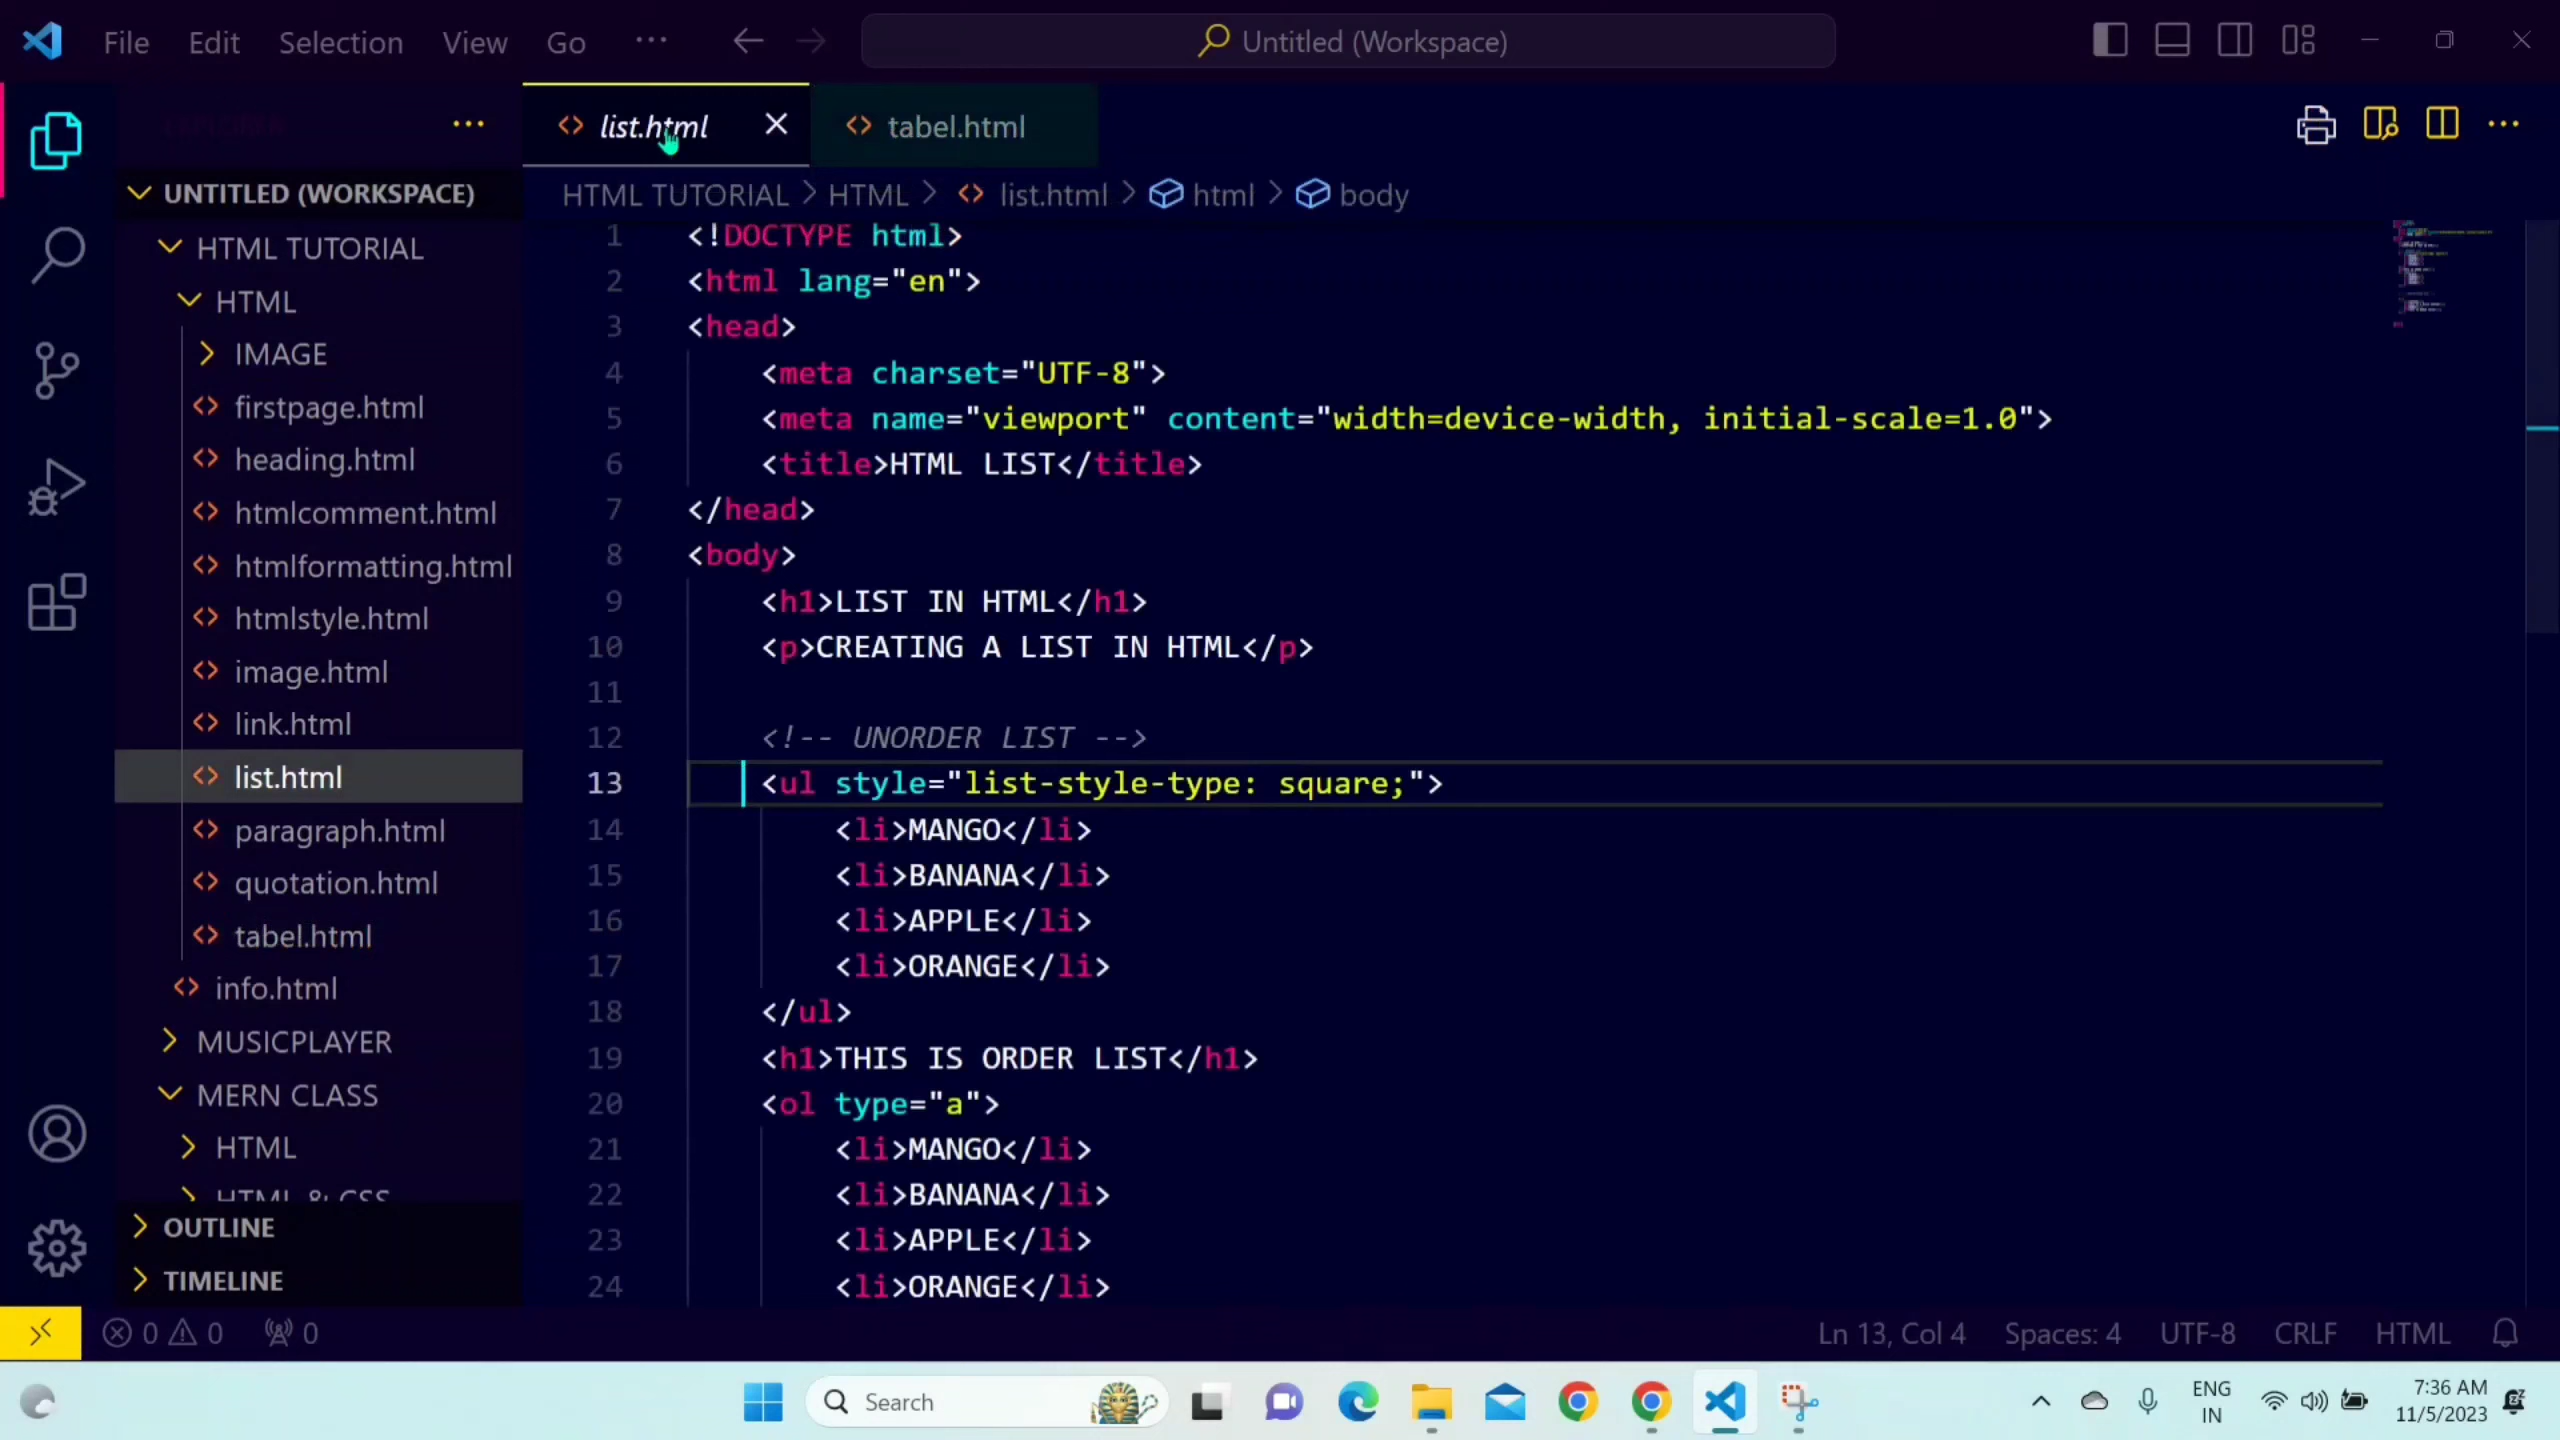 File Edit Selection View Go ··· Untitled (Workspace)
list.html tabel.html
UNTITLED (WORKSPACE)
HTML TUTORIAL
HTML
IMAGE
firstpage.html
heading.html
htmlcomment.html
htmlformatting.html
htmlstyle.html
image.html
link.html
list.html
paragraph.html
quotation.html
tabel.html
info.html
MUSICPLAYER
MERN CLASS
HTML
HTML & CSS
OUTLINE
TIMELINE
HTML TUTORIAL > HTML > list.html > html > body
1 <!DOCTYPE html>
2 <html lang="en">
3 <head>
4 <meta charset="UTF-8">
5 <meta name="viewport" content="width=device-width, initial-scale=1.0">
6 <title>HTML LIST</title>
7 </head>
8 <body>
9 <h1>LIST IN HTML</h1>
10 <p>CREATING A LIST IN HTML</p>
11
12 <!-- UNORDER LIST -->
13 <ul style="list-style-type: square;">
14 <li>MANGO</li>
15 <li>BANANA</li>
16 <li>APPLE</li>
17 <li>ORANGE</li>
18 </ul>
19 <h1>THIS IS ORDER LIST</h1>
20 <ol type="a">
21 <li>MANGO</li>
22 <li>BANANA</li>
23 <li>APPLE</li>
24 <li>ORANGE</li>
0 0 0 Ln 13, Col 4 Spaces: 4 UTF-8 CRLF HTML
Search
ENG
IN
7:36 AM
11/5/2023